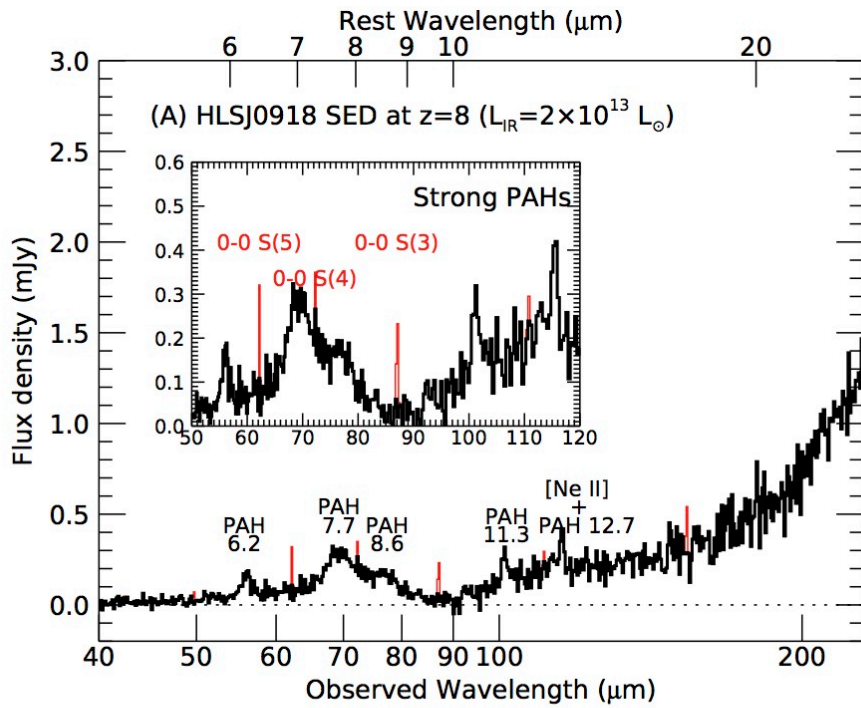 Rest Wavelength (μm)
6 7 8 9 10 20
3.0
2.5
2.0
1.5
1.0
0.5
0.0
Flux density (mJy)
(A) HLSJ0918 SED at z=8 (L_IR=2×10^13 L_⊙)
0.6
0.5
0.4
0.3
0.2
0.1
0.0
Strong PAHs
0-0 S(5)
0-0 S(3)
0-0 S(4)
50 60 70 80 90 100 110 120
PAH
6.2
PAH
7.7
PAH
8.6
PAH
11.3
[Ne II]
+
PAH 12.7
40 50 60 70 80 90 100 200
Observed Wavelength (μm)